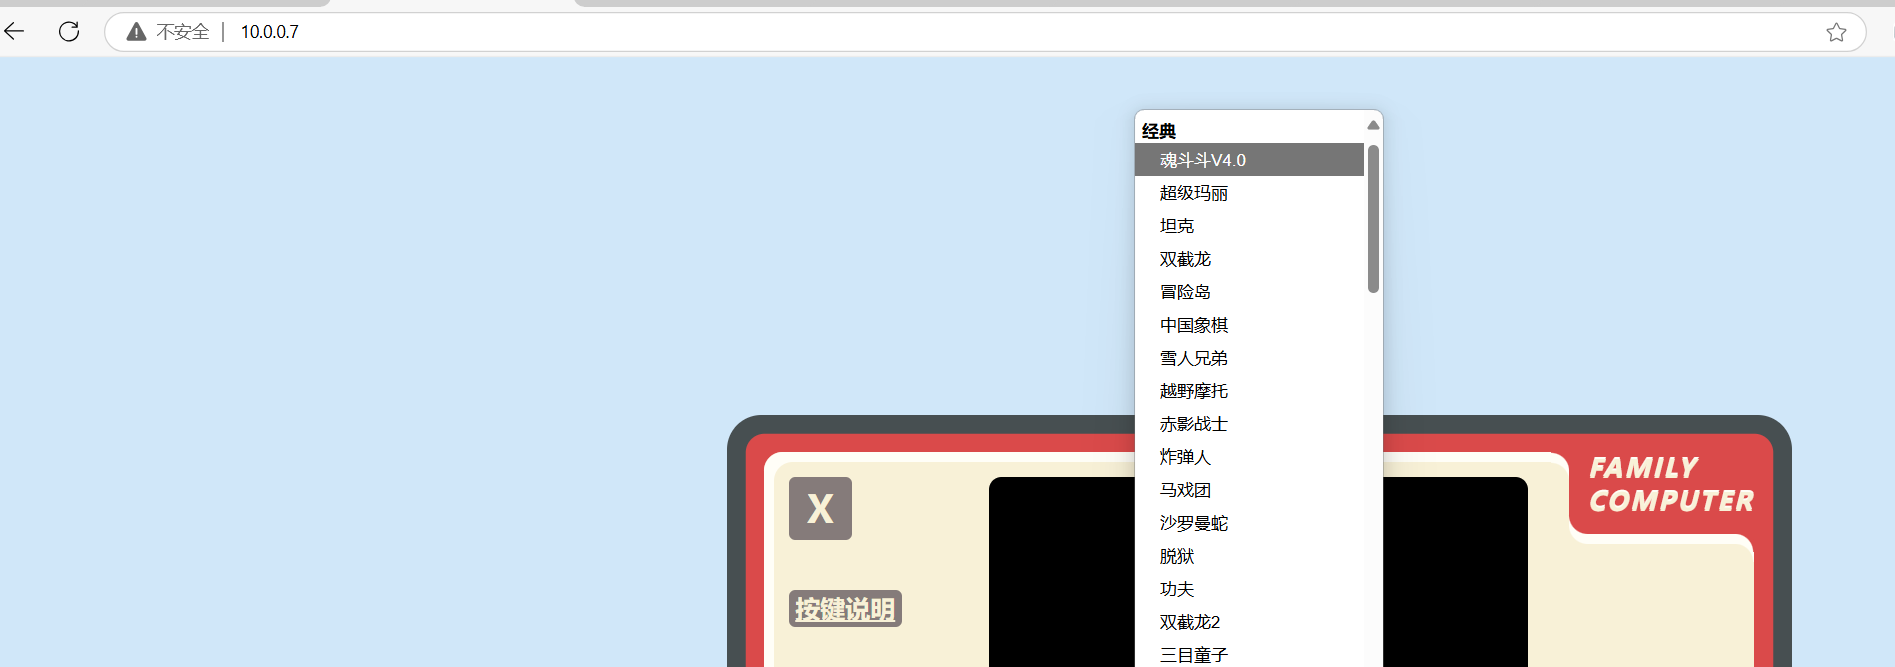 不安全 | 10.0.0.7
经典
魂斗斗V4.0
超级玛丽
坦克
双截龙
冒险岛
中国象棋
雪人兄弟
越野摩托
赤影战士
炸弹人
马戏团
沙罗曼蛇
脱狱
功夫
双截龙2
三目童子
X
按键说明
FAMILY
COMPUTER